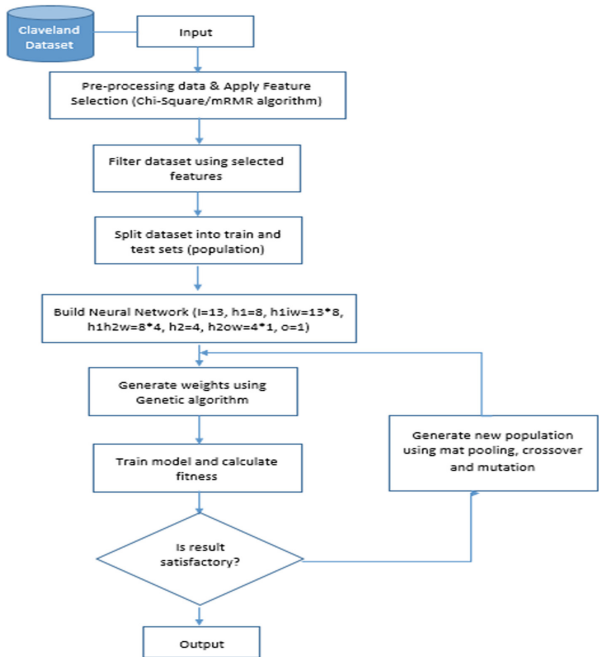 Claveland
Dataset
Input
Pre-processing data & Apply Feature
Selection (Chi-Square/mRMR algorithm)
Filter dataset using selected
features
Split dataset into train and
test sets (population)
Build Neural Network (I=13, h1=8, h1iw=13*8,
h1h2w=8*4, h2=4, h2ow=4*1, o=1)
Generate weights using
Genetic algorithm
Generate new population
using mat pooling, crossover
and mutation
Train model and calculate
fitness
Is result
satisfactory?
Output